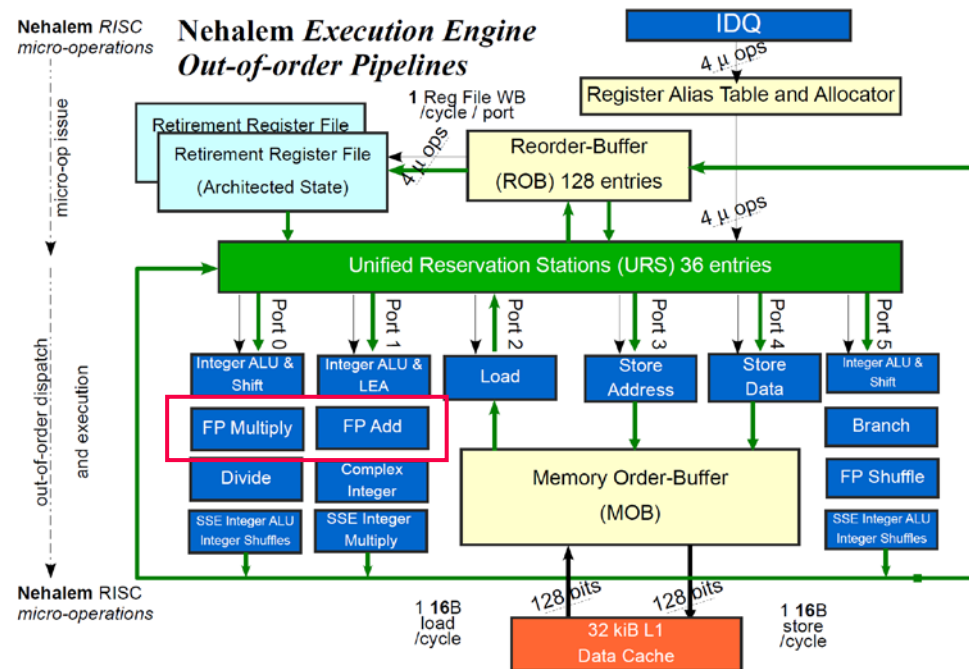 Nehalem RISC
micro-operations
Nehalem Execution Engine
Out-of-order Pipelines
IDQ
4 μ ops
Register Alias Table and Allocator
1 Reg File WB
/cycle / port
Retirement Register File
Retirement Register File
(Architected State)
4 μ ops
Reorder-Buffer
(ROB) 128 entries
4 μ ops
micro-op issue
Unified Reservation Stations (URS) 36 entries
Port 0
Port 1
Port 2
Port 3
Port 4
Port 5
Integer ALU &
Shift
Integer ALU &
LEA
Load
Store
Address
Store
Data
Integer ALU &
Shift
FP Multiply
FP Add
Branch
out-of-order dispatch
and execution
Divide
Complex
Integer
Memory Order-Buffer
(MOB)
FP Shuffle
SSE Integer ALU
Integer Shuffles
SSE Integer
Multiply
SSE Integer ALU
Integer Shuffles
Nehalem RISC
micro-operations
1 16B
load
/cycle
128 bits
128 bits
1 16B
store
/cycle
32 kiB L1
Data Cache